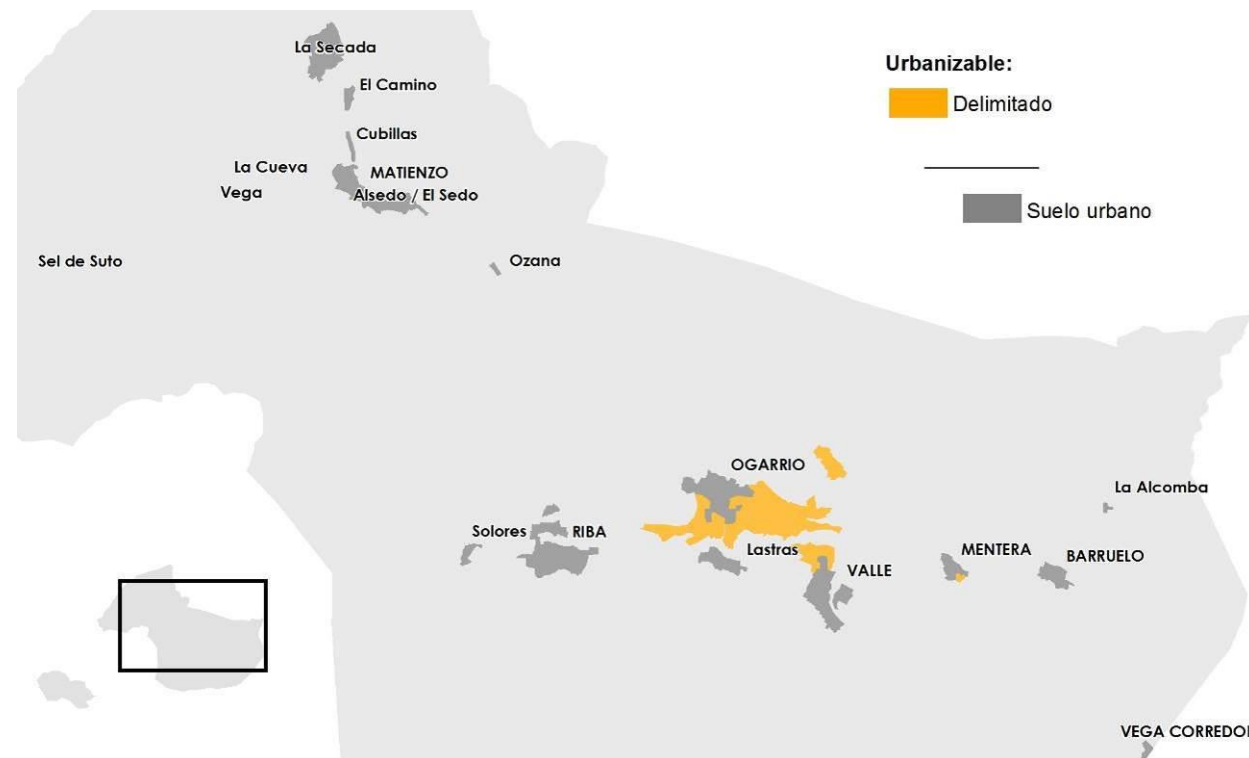 La Secada
El Camino
Cubillas
La Cueva
MATIENZO
Vega
Alsedo / El Sedo
Sel de Suto
Ozana
Urbanizable:
Delimitado
Suelo urbano
OGARRIO
La Alcomba
Solores
RIBA
Lastras
MENTERA
BARRUELO
VALLE
VEGA CORREDOR